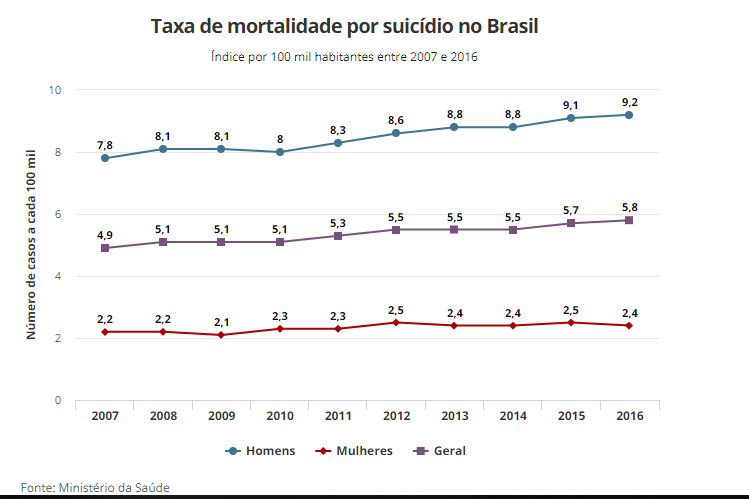 Taxa de mortalidade por suicídio no Brasil
Índice por 100 mil habitantes entre 2007 e 2016
Número de casos a cada 100 mil
10
8
6
4
2
0
7,8 8,1 8,1 8 8,3 8,6 8,8 8,8 9,1 9,2
4,9 5,1 5,1 5,1 5,3 5,5 5,5 5,5 5,7 5,8
2,2 2,2 2,1 2,3 2,3 2,5 2,4 2,4 2,5 2,4
2007 2008 2009 2010 2011 2012 2013 2014 2015 2016
Homens Mulheres Geral
Fonte: Ministério da Saúde